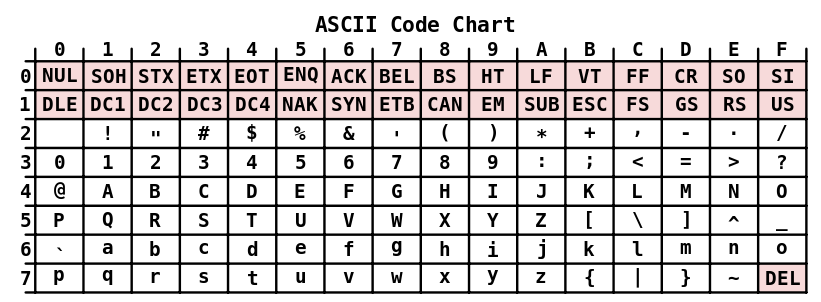 ASCII Code Chart
0 1 2 3 4 5 6 7 8 9 A B C D E F
0 NUL SOH STX ETX EOT ENQ ACK BEL BS HT LF VT FF CR SO SI
1 DLE DC1 DC2 DC3 DC4 NAK SYN ETB CAN EM SUB ESC FS GS RS US
2 ! " # $ % & ' ( ) * + , - . /
3 0 1 2 3 4 5 6 7 8 9 : ; < = > ?
4 @ A B C D E F G H I J K L M N O
5 P Q R S T U V W X Y Z [ \ ] ^ _
6 ` a b c d e f g h i j k l m n o
7 p q r s t u v w x y z { | } ~ DEL